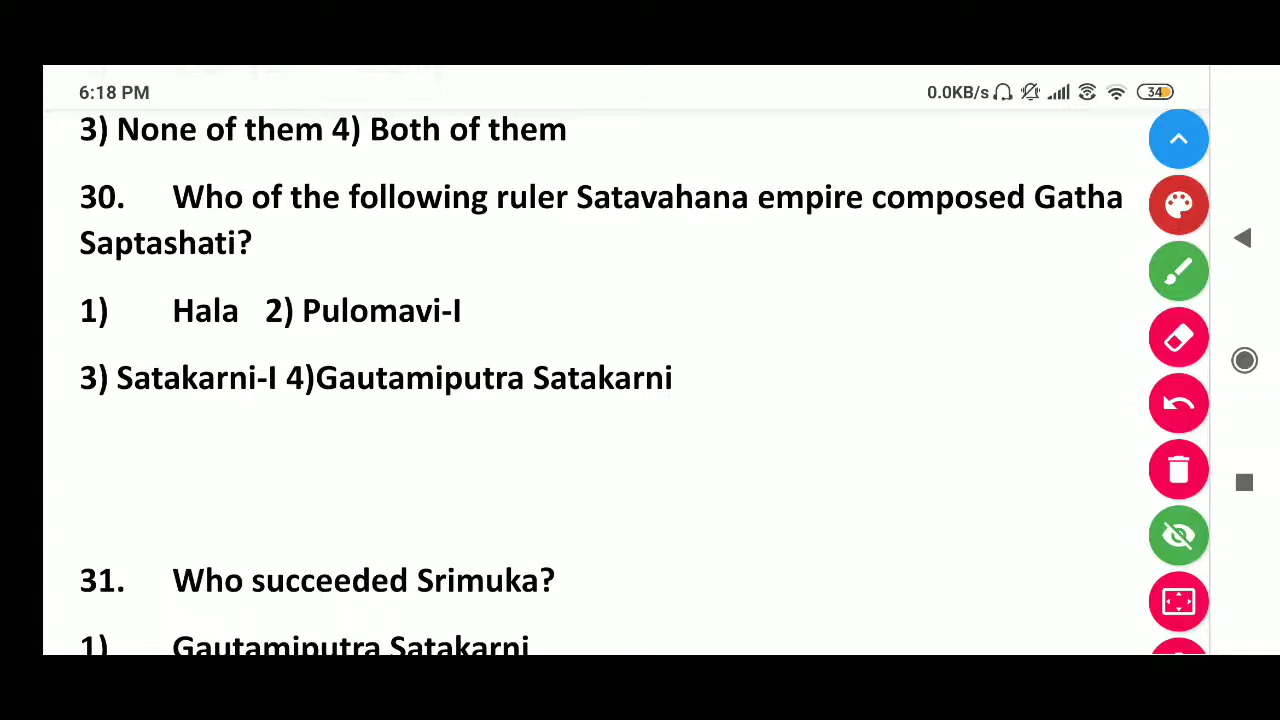 6:18 PM 0.0KB/s 34
3) None of them 4) Both of them
30. Who of the following ruler Satavahana empire composed Gatha
Saptashati?
1) Hala 2) Pulomavi-I
3) Satakarni-I 4)Gautamiputra Satakarni
31. Who succeeded Srimuka?
1) Gautamiputra Satakarni